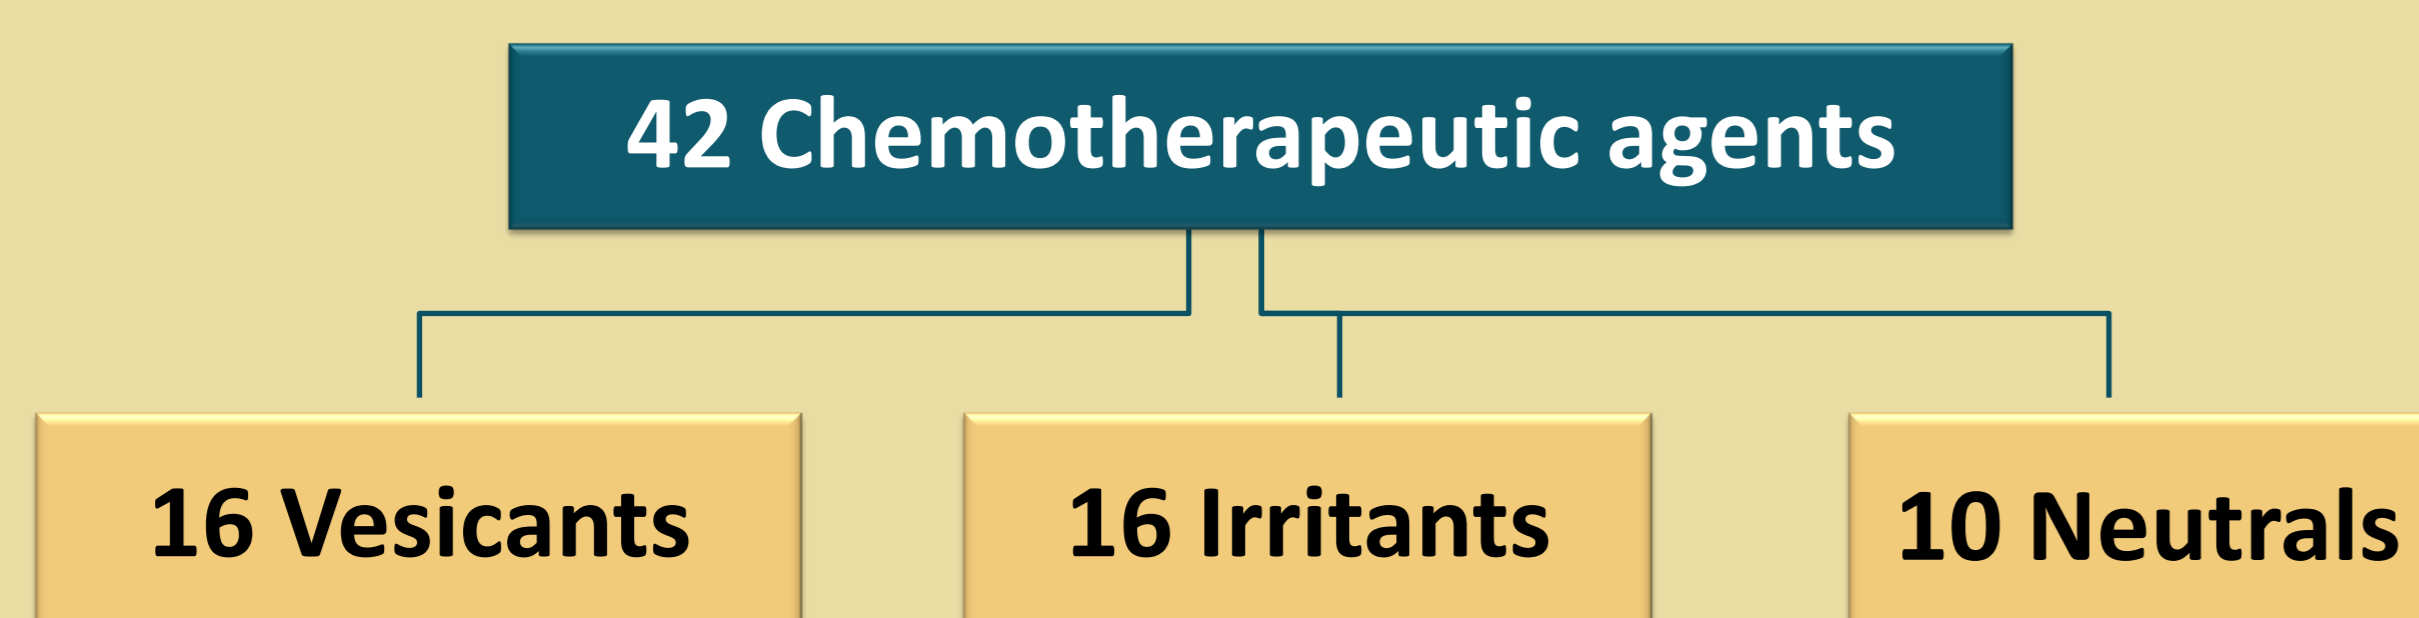 42 Chemotherapeutic agents
16 Vesicants
16 Irritants
10 Neutrals